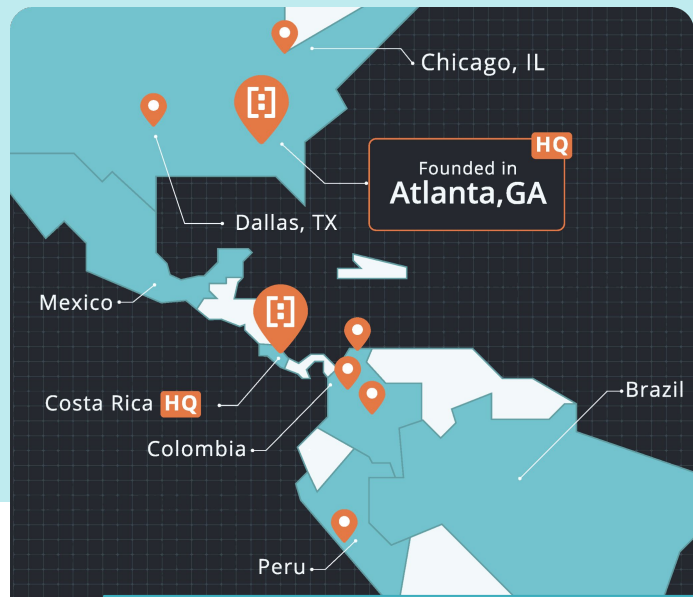 Chicago, IL
HQ
Founded in
Atlanta,GA
Dallas, TX
Mexico
Costa Rica HQ
Brazil
Colombia
Peru